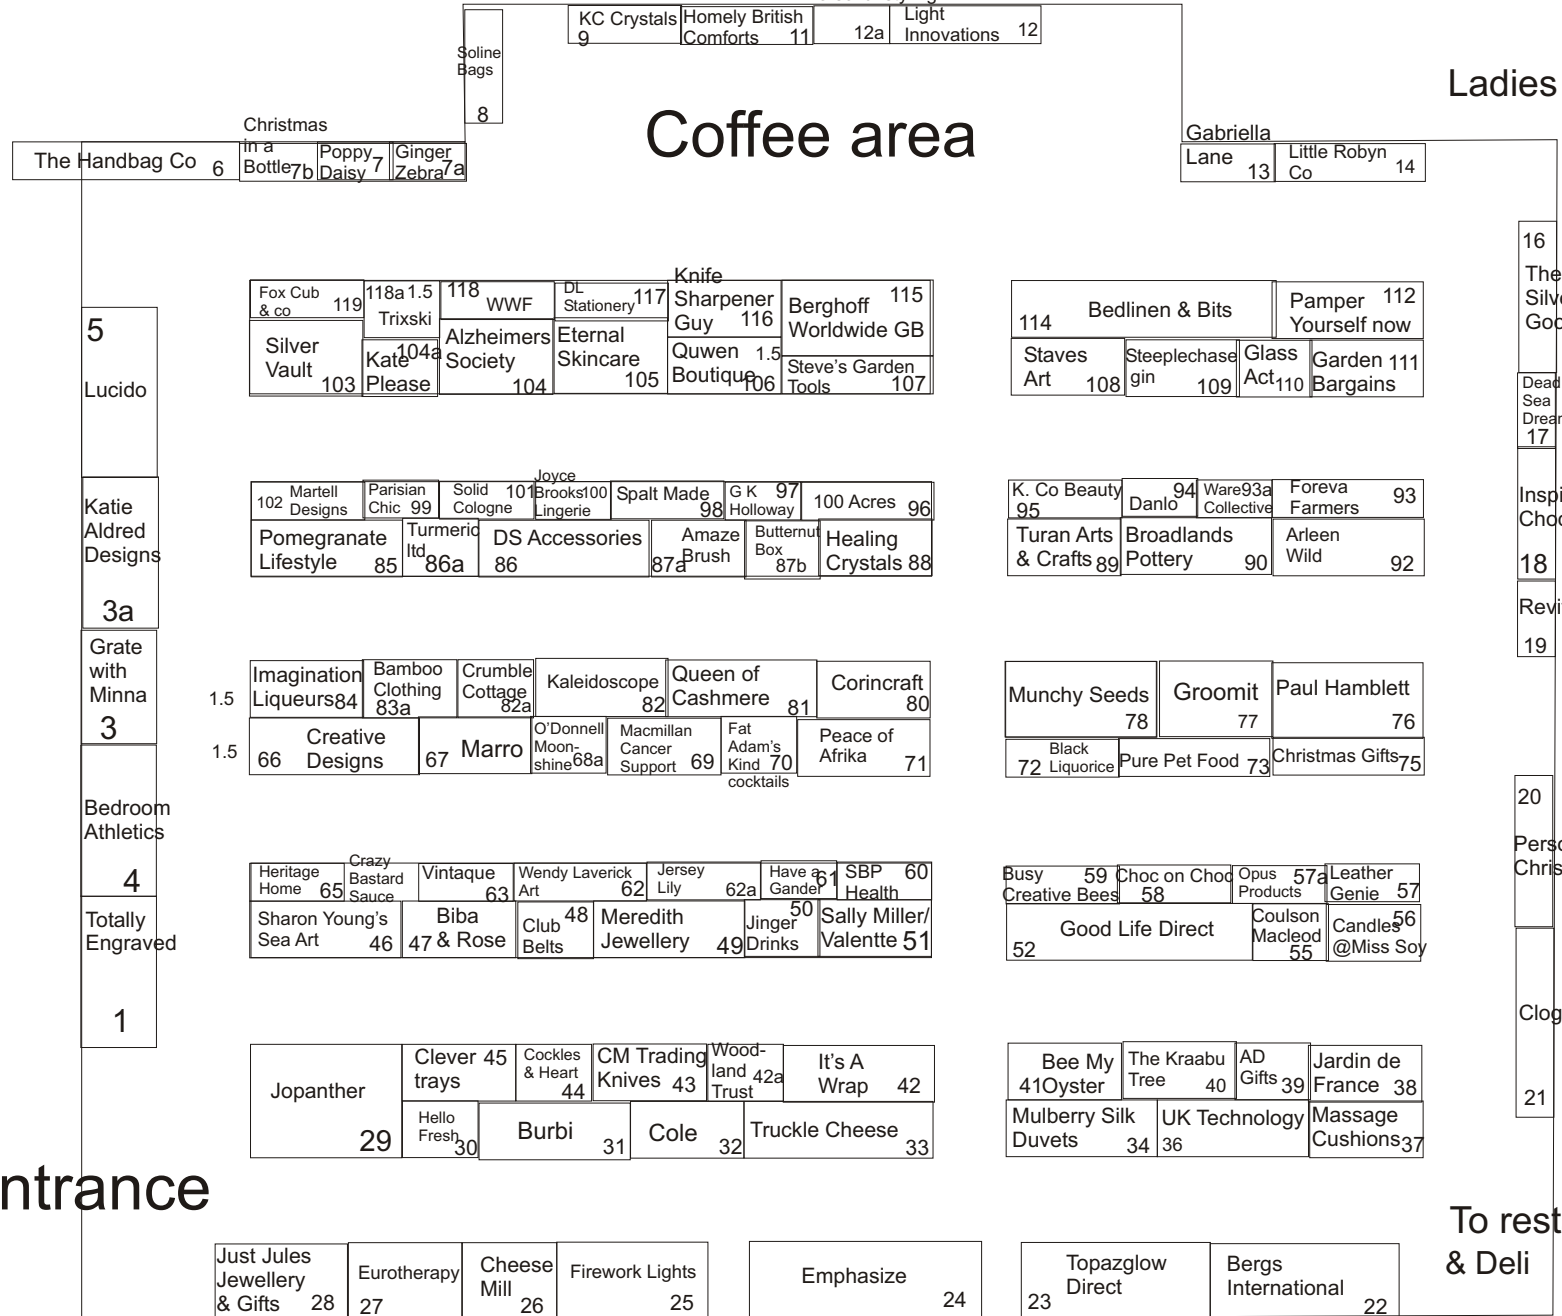 KC Crystals
9
Homely British
Comforts 11
12a
Light
Innovations 12
Soline
Bags
8
Ladies
Coffee area
The Handbag Co 6
Christmas
in a
Bottle 7b
Poppy
Daisy 7
Ginger
Zebra 7a
Gabriella
Lane 13
Little Robyn
Co 14
16
17
18
19
20
21
5
Lucido
Katie
Aldred
Designs
3a
Grate
with
Minna
3
Bedroom
Athletics
4
Totally
Engraved
1
Fox Cub
& co 119
118a 1.5
Trixski
118 WWF
DL
Stationery 117
Knife
Sharpener
Guy 116
Berghoff 115
Worldwide GB
Silver
Vault 103
104a
Kate
Please
Alzheimers
Society
104
Eternal
Skincare
105
Quwen 1.5
Boutique 106
Steve's Garden
Tools 107
114 Bedlinen & Bits
Pamper 112
Yourself now
Staves
Art 108
Steeplechase
gin 109
Glass
Act 110
Garden 111
Bargains
Dead
Sea
102 Martell
Designs
Parisian
Chic 99
Solid 101
Cologne
Joyce
Brooks 100
Lingerie
Spalt Made
98
G K 97
Holloway
100 Acres 96
Pomegranate
Lifestyle 85
Turmeric
ltd 86a
DS Accessories
86
Amaze
87a Brush
Butternut
Box
87b
Healing
Crystals 88
K. Co Beauty
95
94
Danlo
Ware 93a
Collective
Foreva 93
Farmers
Turan Arts
& Crafts 89
Broadlands
Pottery 90
Arleen
Wild 92
1.5
Imagination
Liqueurs 84
Bamboo
Clothing
83a
Crumble
Cottage
82a
Kaleidoscope
82
Queen of
Cashmere 81
Corincraft
80
1.5
66 Creative
Designs
67 Marro
O'Donnell
Moon-
shine 68a
Macmillan
Cancer
Support 69
Fat
Adam's
Kind 70
cocktails
Peace of
Afrika 71
Munchy Seeds
78
Groomit
77
Paul Hamblett
76
72 Black
Liquorice
Pure Pet Food 73
Christmas Gifts 75
Heritage
Home 65
Crazy
Bastard
Sauce
Vintaque
63
Wendy Laverick
Art 62
Jersey
Lily 62a
Have a 61
Gander
SBP 60
Health
Sharon Young's
Sea Art 46
Biba
47 & Rose
Club 48
Belts
Meredith
Jewellery 49
50
Jinger
Drinks
Sally Miller/
Valentte 51
Busy 59
Creative Bees
Choc on Choc
58
Opus 57a
Products
Leather
Genie 57
52 Good Life Direct
Coulson
Macleod
55
Candles 56
@Miss Soy
Jopanther
29
Clever 45
trays
Cockles
& Heart
44
CM Trading
Knives 43
Wood-
land 42a
Trust
It's A
Wrap 42
Hello
Fresh 30
Burbi 31
Cole 32
Truckle Cheese
33
Bee My
41 Oyster
The Kraabu
Tree 40
AD
Gifts 39
Jardin de
France 38
Mulberry Silk
Duvets 34
UK Technology
36
Massage
Cushions 37
To rest
& Deli
Just Jules
Jewellery
& Gifts 28
Eurotherapy
27
Cheese
Mill 26
Firework Lights
25
Emphasize
24
Topazglow
Direct
23
Bergs
International
22